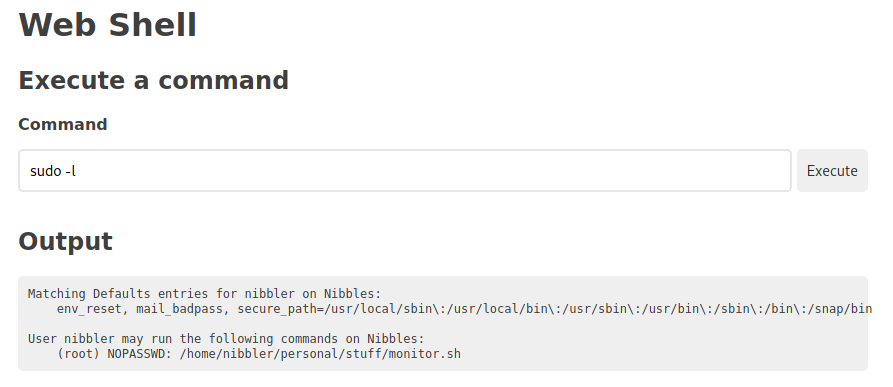 Web Shell
Execute a command
Command
sudo -l
Execute
Output
Matching Defaults entries for nibbler on Nibbles:
    env_reset, mail_badpass, secure_path=/usr/local/sbin\:/usr/local/bin\:/usr/sbin\:/usr/bin\:/sbin\:/bin\:/snap/bin
User nibbler may run the following commands on Nibbles:
    (root) NOPASSWD: /home/nibbler/personal/stuff/monitor.sh